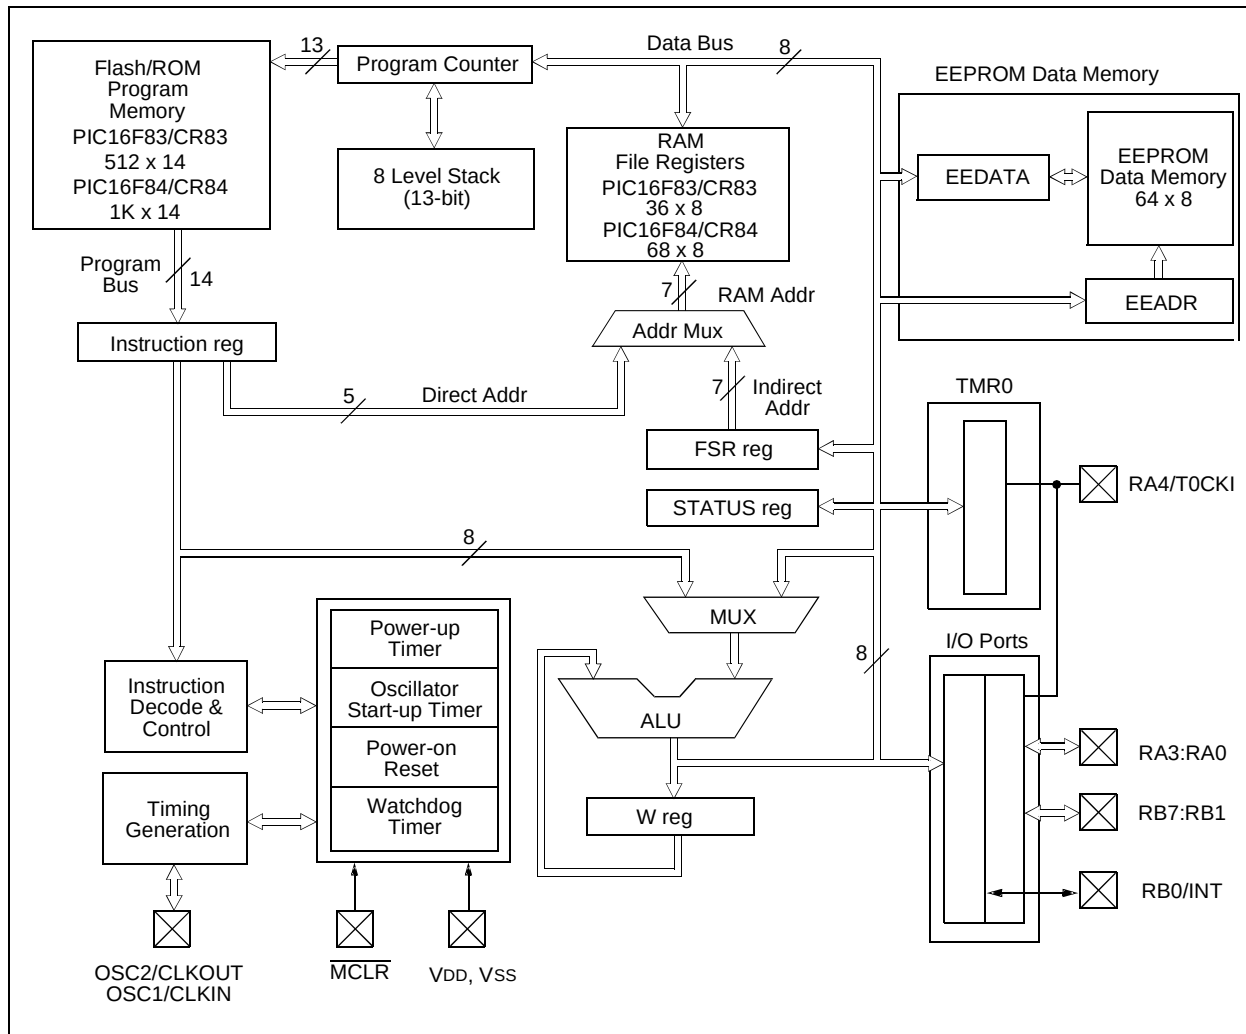 13
Program Counter
Data Bus
8
Flash/ROM
Program
Memory
PIC16F83/CR83
512 x 14
PIC16F84/CR84
1K x 14
8 Level Stack
(13-bit)
RAM
File Registers
PIC16F83/CR83
36 x 8
PIC16F84/CR84
68 x 8
EEPROM Data Memory
EEDATA
EEPROM
Data Memory
64 x 8
EEADR
Program
Bus
14
7
RAM Addr
Instruction reg
Addr Mux
5
Direct Addr
7
Indirect
Addr
FSR reg
STATUS reg
TMR0
RA4/T0CKI
8
MUX
Power-up
Timer
Oscillator
Start-up Timer
Power-on
Reset
Watchdog
Timer
Instruction
Decode &
Control
Timing
Generation
ALU
8
W reg
I/O Ports
RA3:RA0
RB7:RB1
RB0/INT
OSC2/CLKOUT
OSC1/CLKIN
MCLR
VDD, VSS